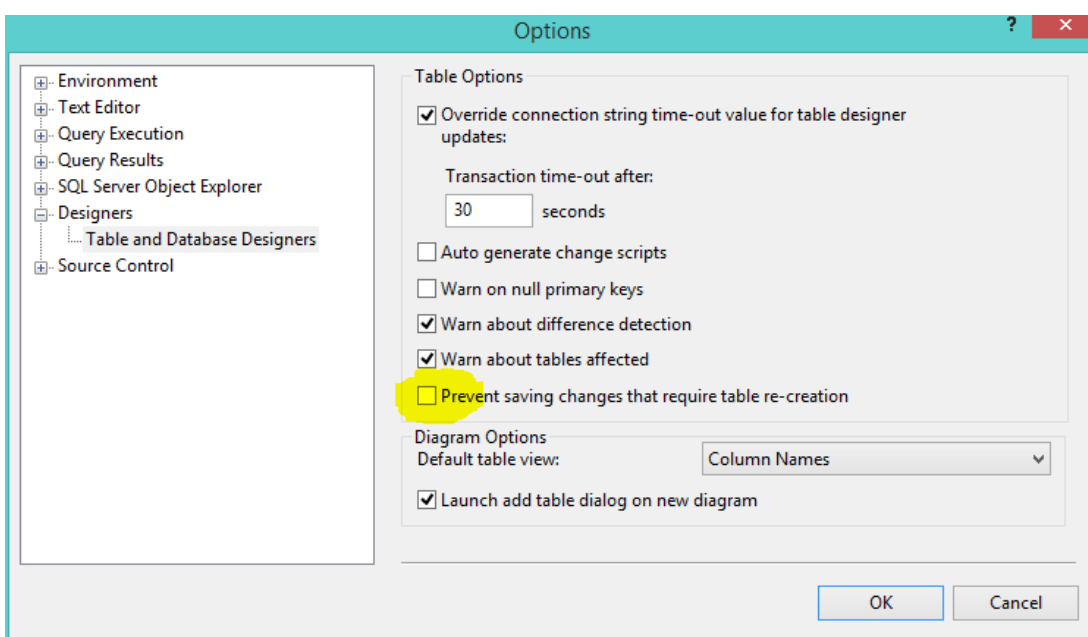 Options
?
Environment
Text Editor
Query Execution
Query Results
SQL Server Object Explorer
Designers
Table and Database Designers
Source Control
Table Options
Override connection string time-out value for table designer
updates:
Transaction time-out after:
30 seconds
Auto generate change scripts
Warn on null primary keys
Warn about difference detection
Warn about tables affected
Prevent saving changes that require table re-creation
Diagram Options
Default table view: Column Names
Launch add table dialog on new diagram
OK Cancel